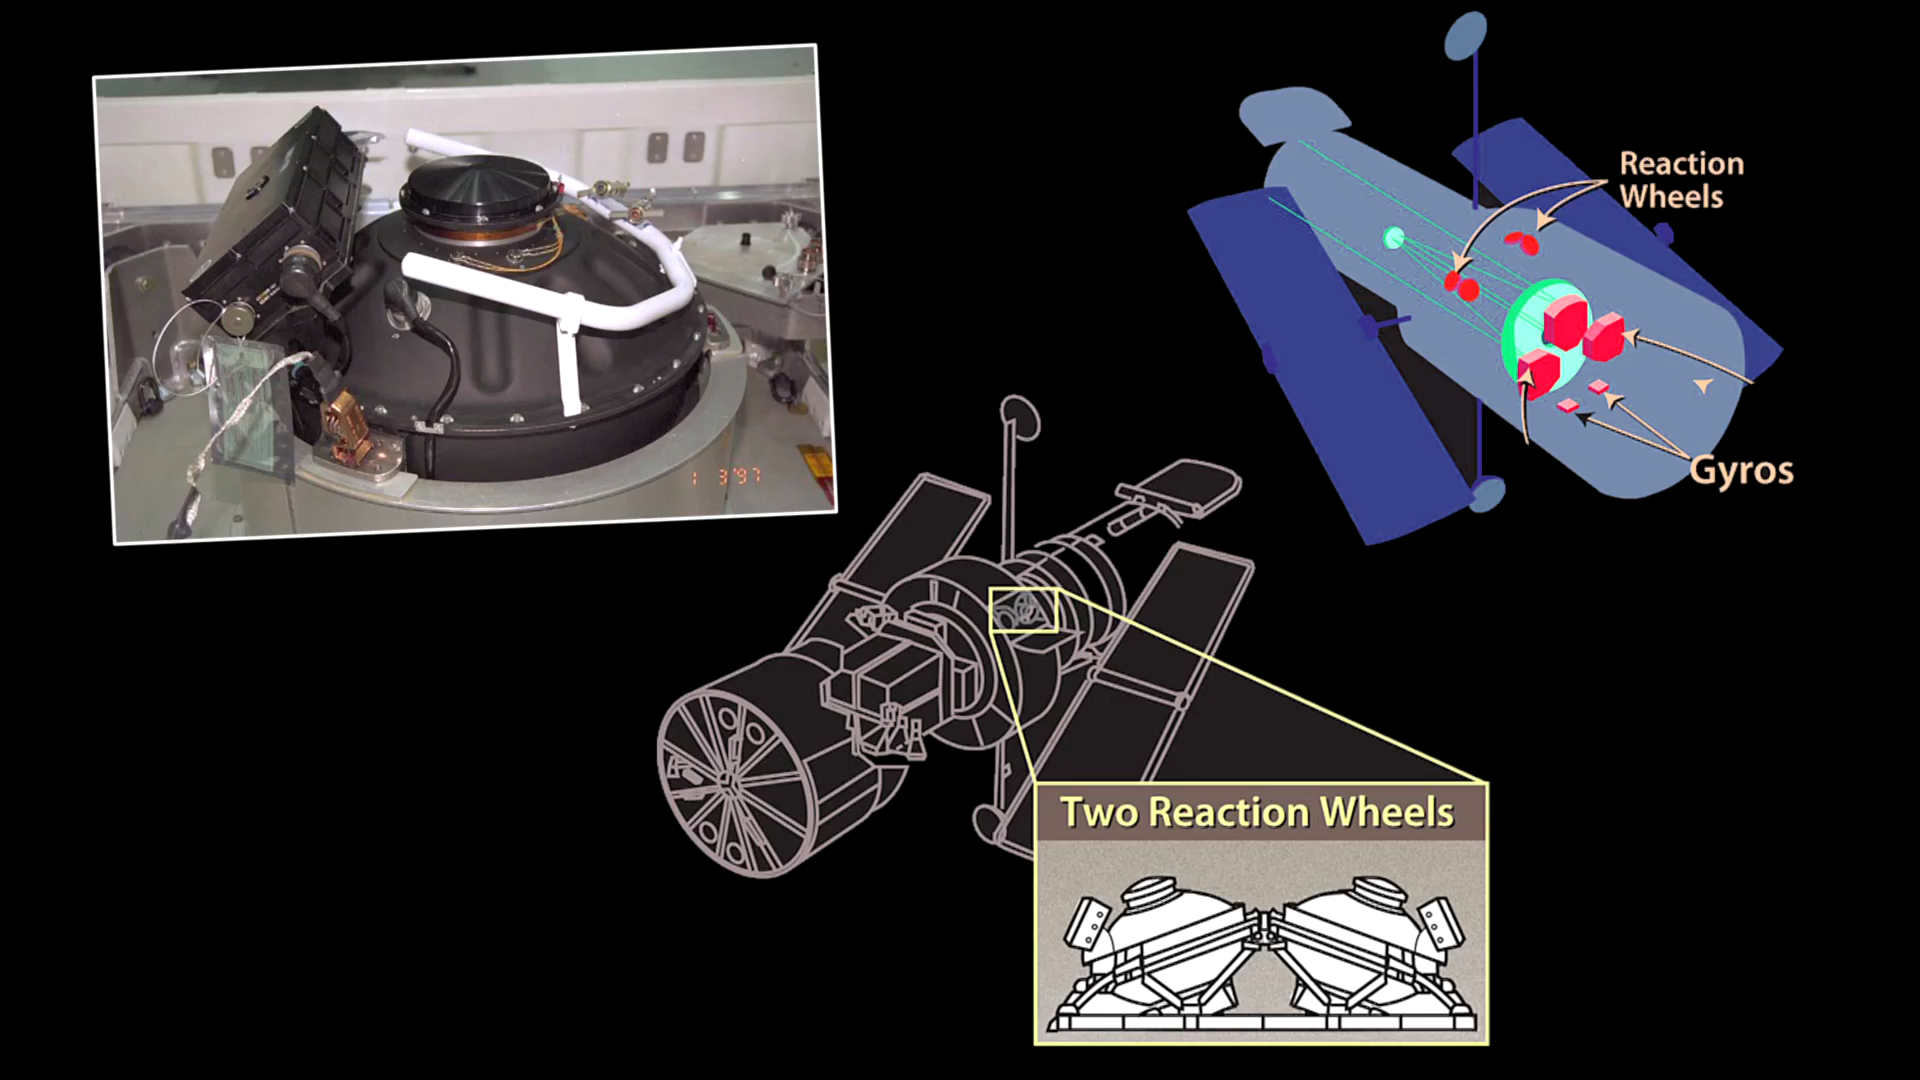 1 3'97
Reaction
Wheels
Gyros
Two Reaction Wheels